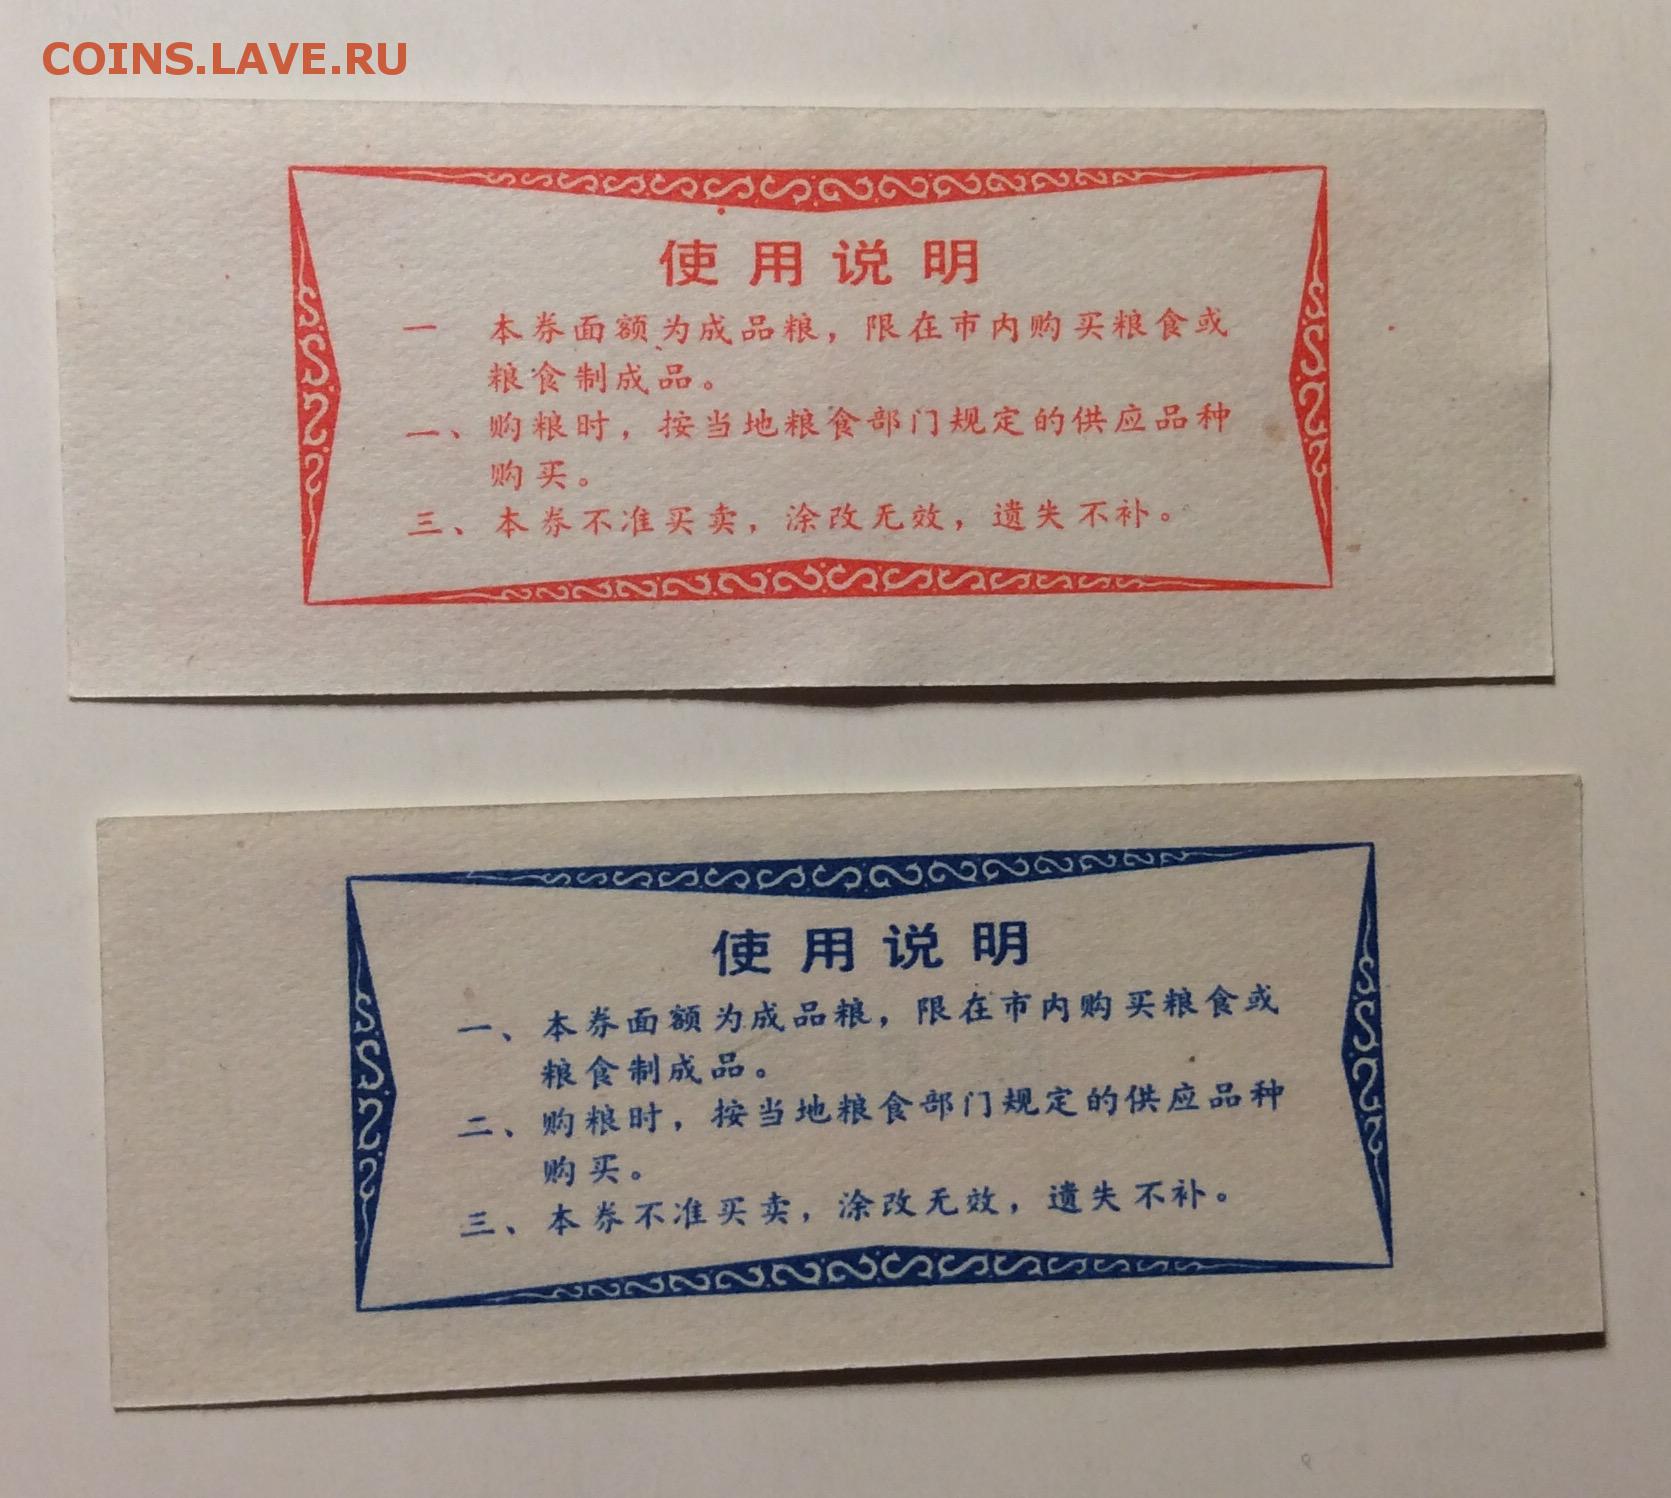 COINS.LAVE.RU
使用说明
一 本券面额为成品粮，限在市内购买粮食或
粮食制成品。
二、购粮时，按当地粮食部门规定的供应品种
购买。
三、本券不准买卖，涂改无效，遗失不补。
使用说明
一、本券面额为成品粮，限在市内购买粮食或
粮食制成品。
二、购粮时，按当地粮食部门规定的供应品种
购买。
三、本券不准买卖，涂改无效，遗失不补。